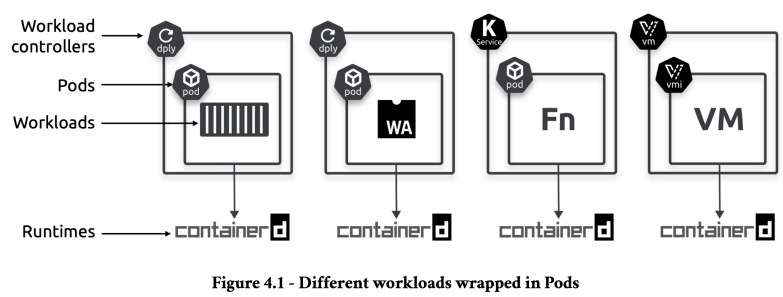 Workload
controllers
dply
dply
K
Service
vm
Pods
pod
pod
pod
vmi
Workloads
WA
Fn
VM
Runtimes
containerd
containerd
containerd
containerd
Figure 4.1 - Different workloads wrapped in Pods